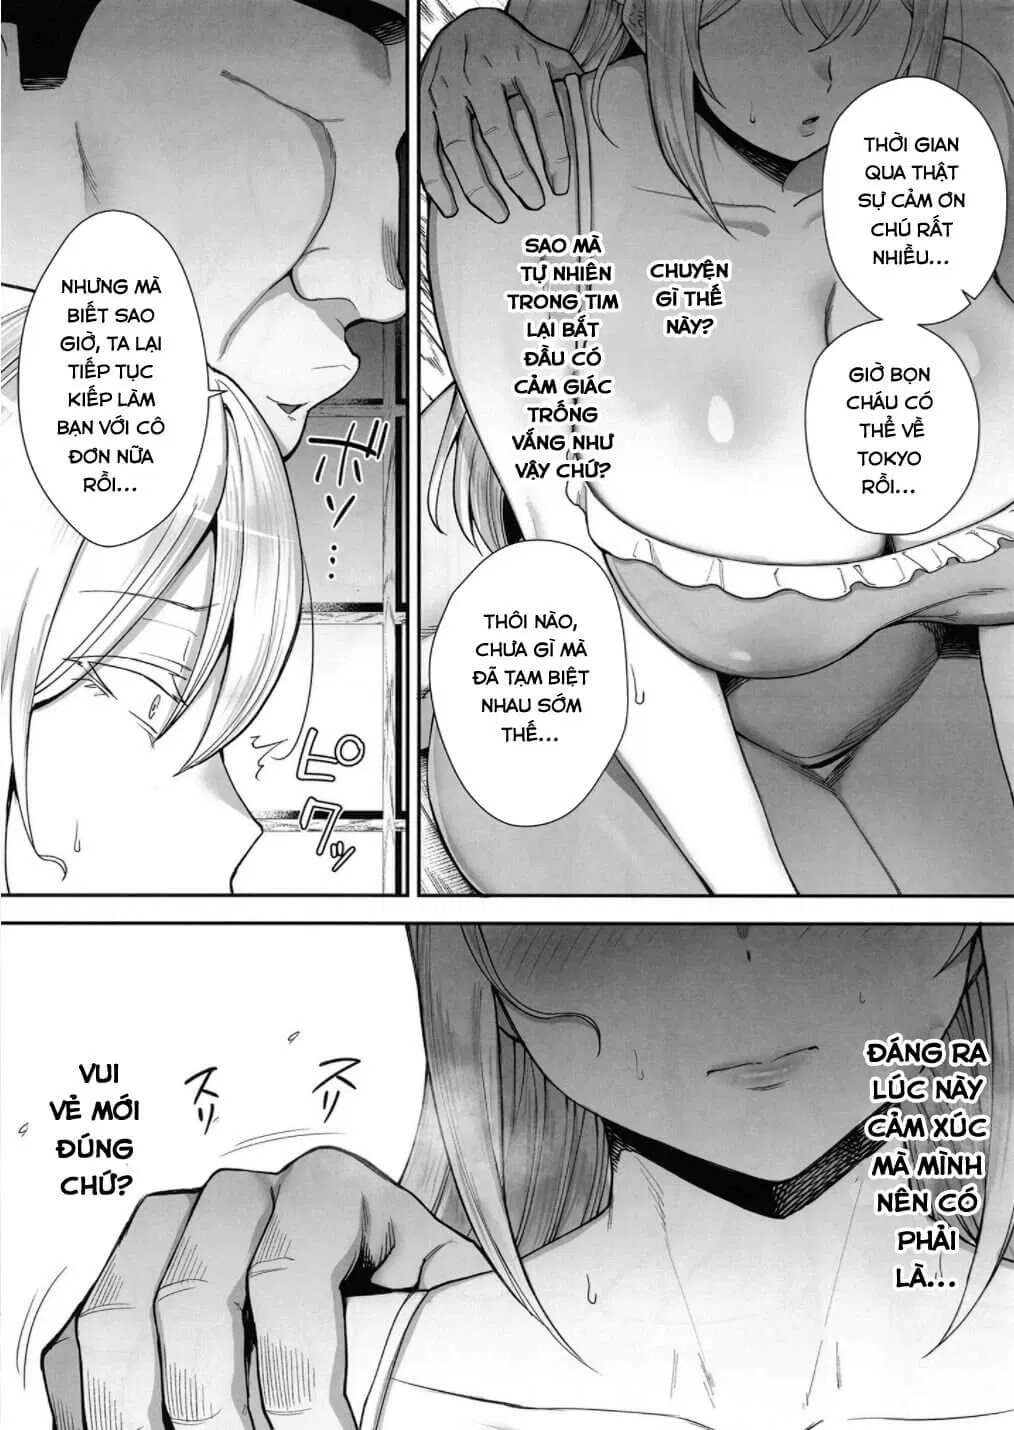 THỜI GIAN
QUA THẬT
SỰ CẢM ƠN
CHÚ RẤT
NHIỀU...
GIỜ BỌN
CHÁU CÓ
THỂ VỀ
TOKYO
RỒI...
CHUYỆN
GÌ THẾ
NÀY?
SAO MÀ
TỰ NHIÊN
TRONG TIM
LẠI BẮT
ĐẦU CÓ
CẢM GIÁC
TRỐNG
VẮNG NHƯ
VẬY CHỨ?
THÔI NÀO,
CHƯA GÌ MÀ
ĐÃ TẠM BIỆT
NHAU SỚM
THẾ...
NHƯNG MÀ
BIẾT SAO
GIỜ, TA LẠI
TIẾP TỤC
KIẾP LÀM
BẠN VỚI CÔ
ĐƠN NỮA
RỒI...
ボソッ…
ピクッ
ĐÁNG RA
LÚC NÀY
CẢM XÚC
MÀ MÌNH
NÊN CÓ
PHẢI
LÀ...
スリ
スリ
VUI
VẺ MỚI
ĐÚNG
CHỨ?